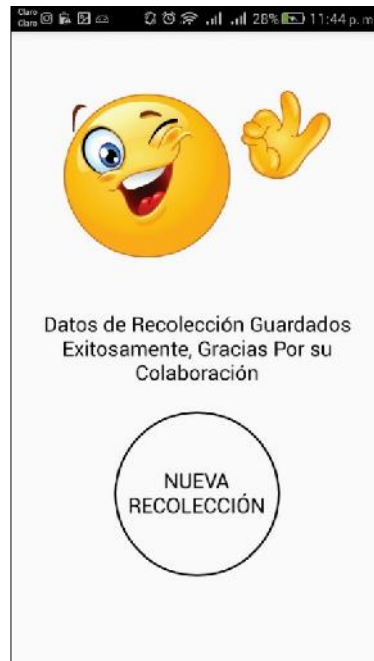 Claro
Claro
28% 11:44 p. m
Datos de Recolección Guardados
Exitosamente, Gracias Por su
Colaboración
NUEVA
RECOLECCIÓN